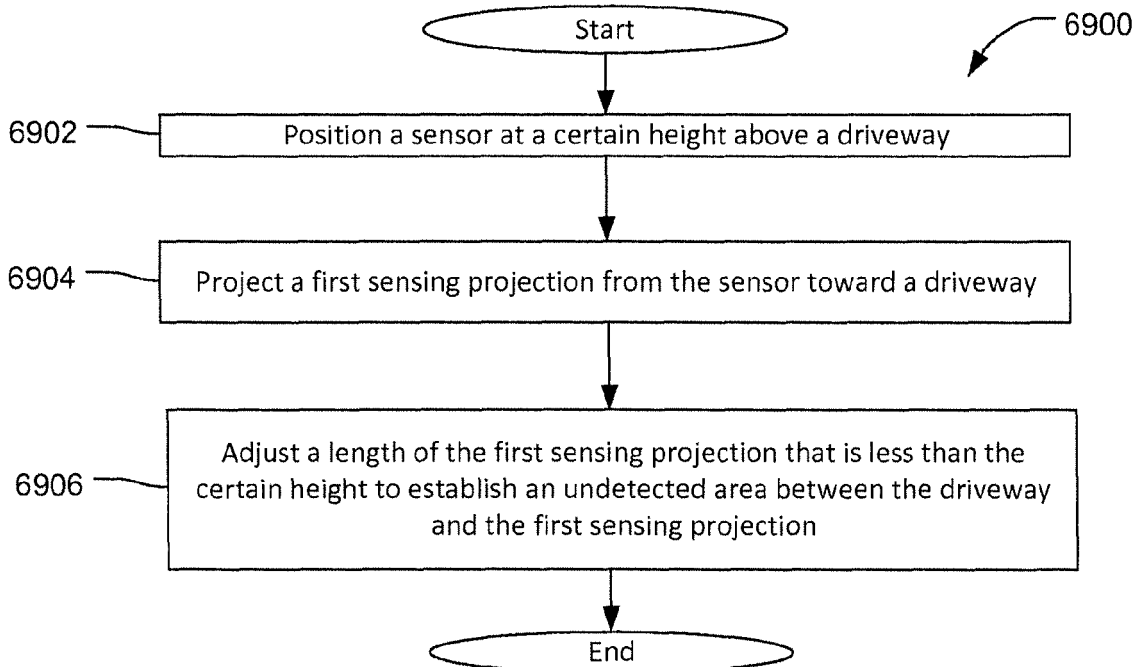 Start
6900
6902
Position a sensor at a certain height above a driveway
6904
Project a first sensing projection from the sensor toward a driveway
6906
Adjust a length of the first sensing projection that is less than the
certain height to establish an undetected area between the driveway
and the first sensing projection
End